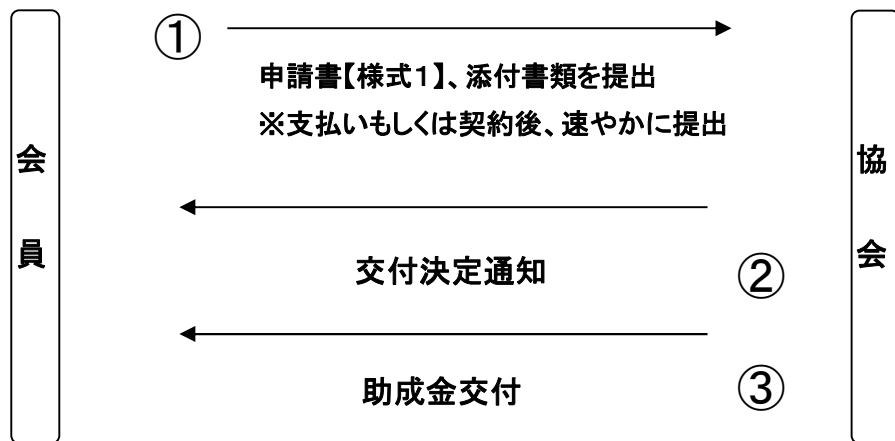 ①
申請書【様式1】、添付書類を提出
※支払いもしくは契約後、速やかに提出
会員
協会
交付決定通知
②
助成金交付
③